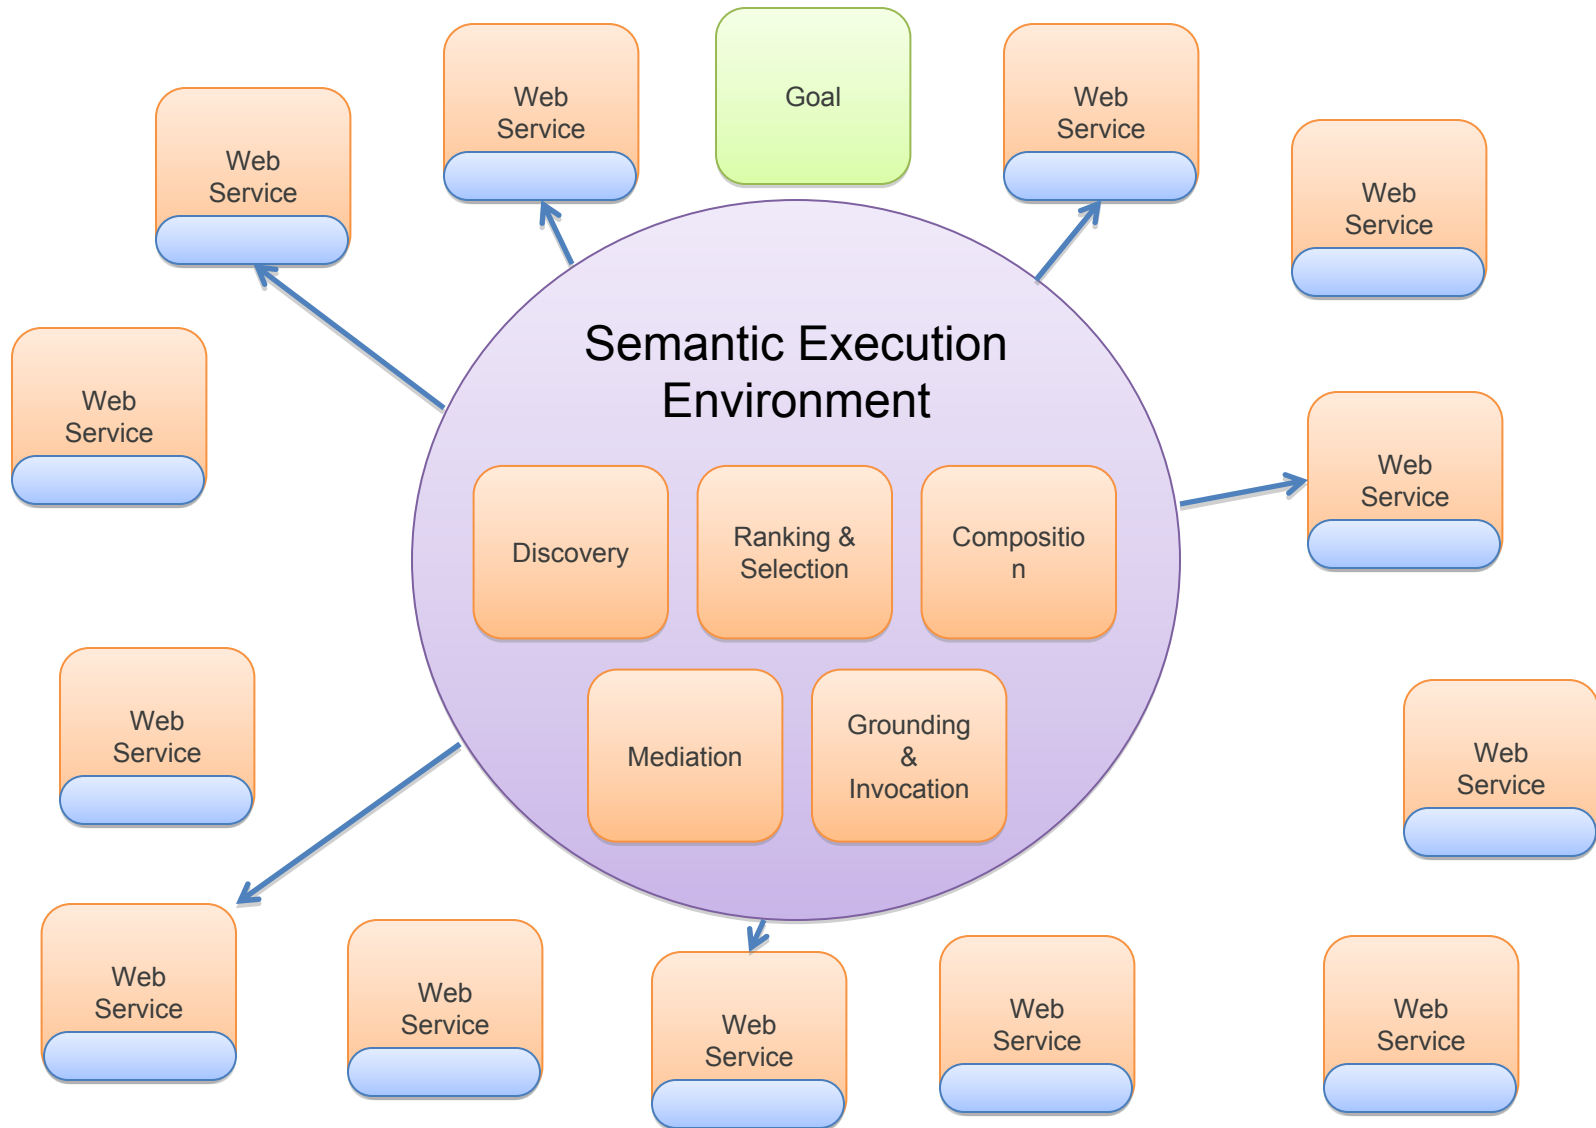 Web
Service
Goal
Web
Service
Web
Service
Web
Service
Semantic Execution
Environment
Web
Service
Web
Service
Discovery
Ranking &
Selection
Compositio
n
Web
Service
Mediation
Grounding
&
Invocation
Web
Service
Web
Service
Web
Service
Web
Service
Web
Service
Web
Service